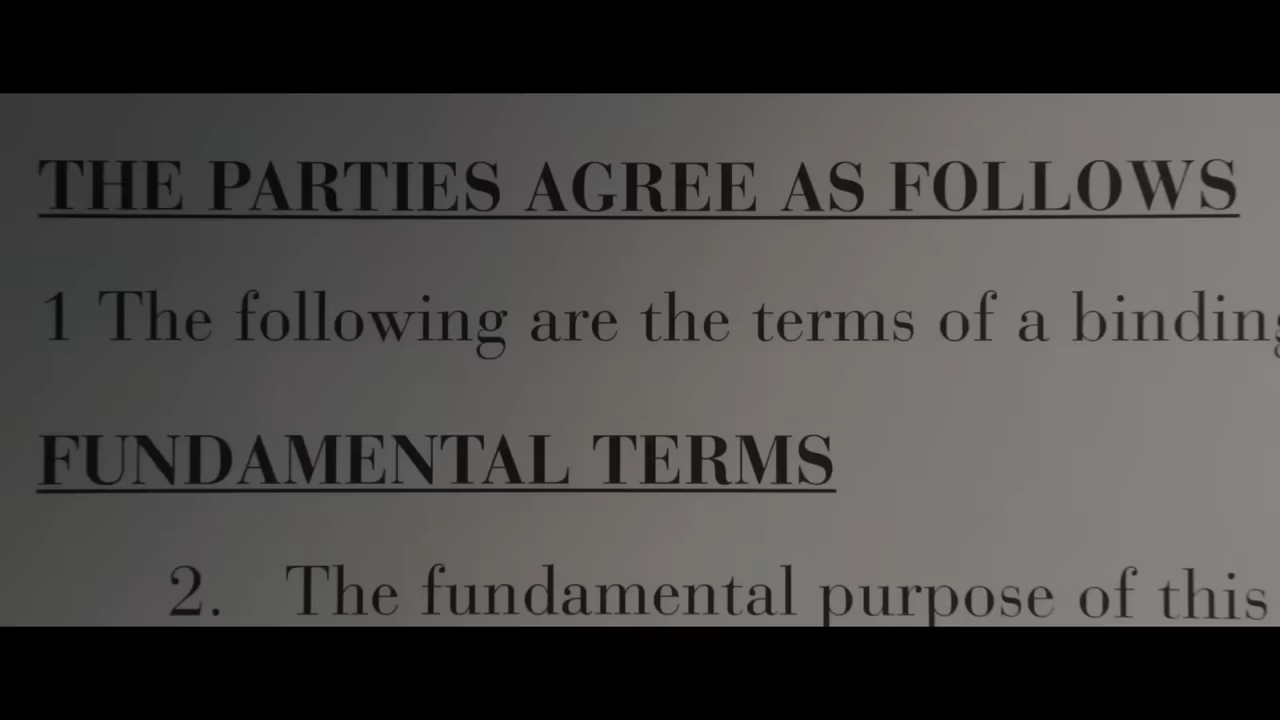 THE PARTIES AGREE AS FOLLOWS
1 The following are the terms of a binding
FUNDAMENTAL TERMS
2. The fundamental purpose of this